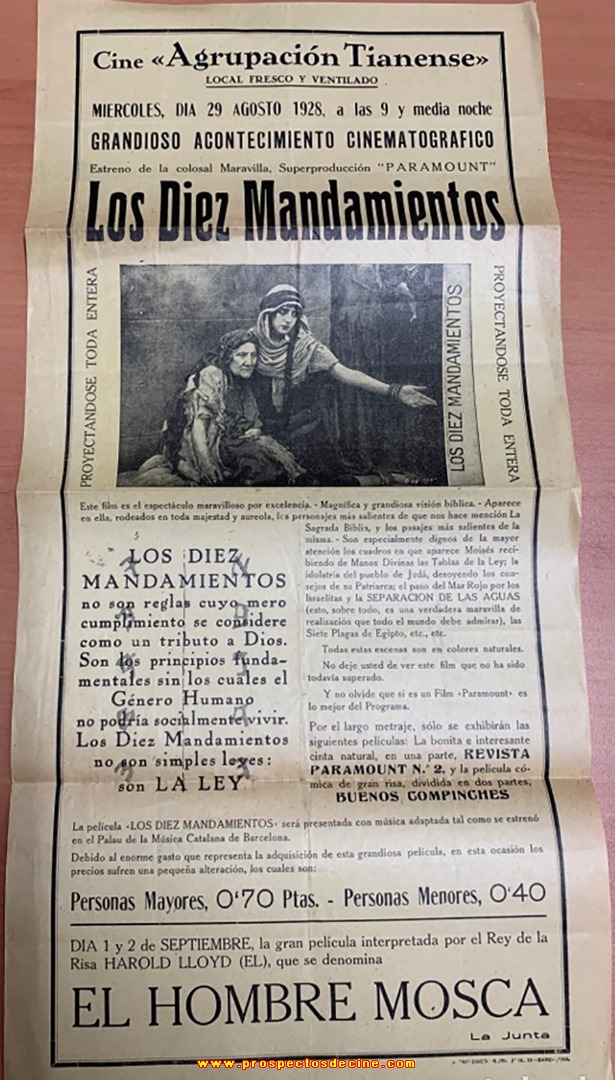 Cine «Agrupación Tianense»
LOCAL FRESCO Y VENTILADO
MIERCOLES, DIA 29 AGOSTO 1928, a las 9 y media noche
GRANDIOSO ACONTECIMIENTO CINEMATOGRAFICO
Estreno de la colosal Maravilla, Superproducción "PARAMOUNT"
Los Diez Mandamientos
PROYECTANDOSE TODA ENTERA
LOS DIEZ MANDAMIENTOS
PROYECTANDOSE TODA ENTERA
Este film es el espectáculo maravilloso por excelencia. - Magnifica y grandiosa visión bíblica. - Aparece
en ella, rodeados en toda majestad y aureola, los personajes más salientes de que nos hace mención La
Sagrada Biblia, y los pasajes más salientes de la
misma. - Son especialmente dignos de la mayor
atención los cuadros en que aparece Moisés reci-
biendo de Manos Divinas las Tablas de la Ley; la
idolatría del pueblo de Judá, desoyendo los con-
sejos de su Patriarca; el paso del Mar Rojo por los
Israelitas y la SEPARACION DE LAS AGUAS
(esto, sobre todo, es una verdadera maravilla de
realización que todo el mundo debe admirar), las
Siete Plagas de Egipto, etc., etc.
Todas estas escenas son en colores naturales.
No deje usted de ver este film que no ha sido
todavía superado.
Y no olvide que si es un Film «Paramount» es
lo mejor del Programa.
Por el largo metraje, sólo se exhibirán las
siguientes películas: La bonita e interesante
cinta natural, en una parte, REVISTA
PARAMOUNT N.º 2, y la película có-
mica de gran risa, dividida en dos partes,
BUENOS COMPINCHES
LOS DIEZ
MANDAMIENTOS
no son reglas cuyo mero
cumplimiento se considere
como un tributo a Dios.
Son los principios funda-
mentales sin los cuales el
Género Humano
no podría socialmente vivir.
Los Diez Mandamientos
no son simples leyes:
son LA LEY
La película «LOS DIEZ MANDAMIENTOS» será presentada con música adaptada tal como se estrenó
en el Palau de la Música Catalana de Barcelona.
Debido al enorme gasto que representa la adquisición de esta grandiosa película, en esta ocasión los
precios sufren una pequeña alteración, los cuales son:
Personas Mayores, 0'70 Ptas. - Personas Menores, 0'40
DIA 1 y 2 de SEPTIEMBRE, la gran película interpretada por el Rey de la
Risa HAROLD LLOYD (EL), que se denomina
EL HOMBRE MOSCA
La Junta
www.prospectosdecine.com